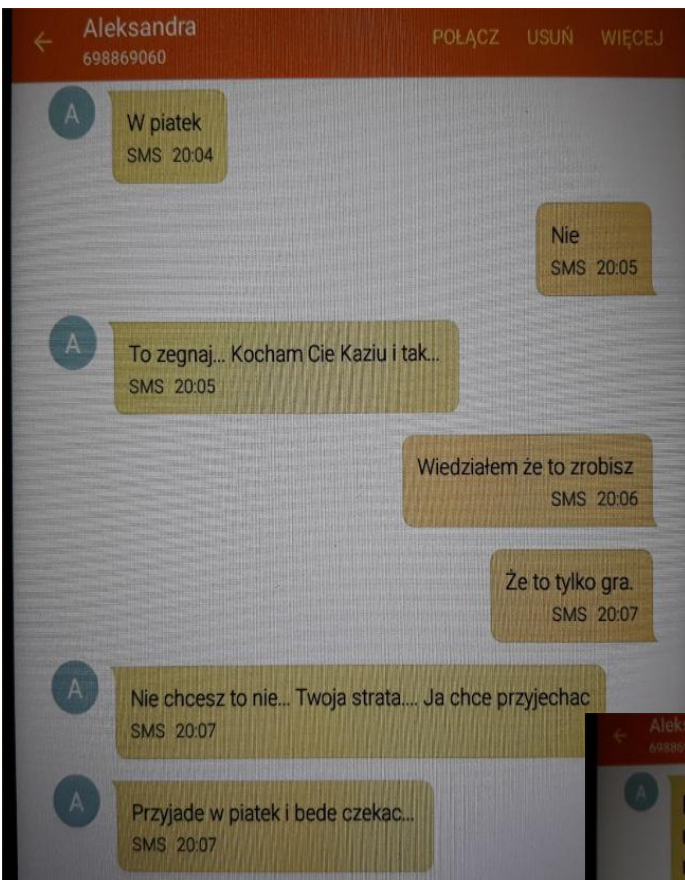 Aleksandra
698869060
POŁĄCZ USUŃ WIĘCEJ
A
W piatek
SMS 20:04
Nie
SMS 20:05
A
To zegnaj... Kocham Cie Kaziu i tak...
SMS 20:05
Wiedziałem że to zrobisz
SMS 20:06
Że to tylko gra.
SMS 20:07
A
Nie chcesz to nie... Twoja strata.... Ja chce przyjechac
SMS 20:07
A
Przyjade w piatek i bede czekac...
SMS 20:07
A